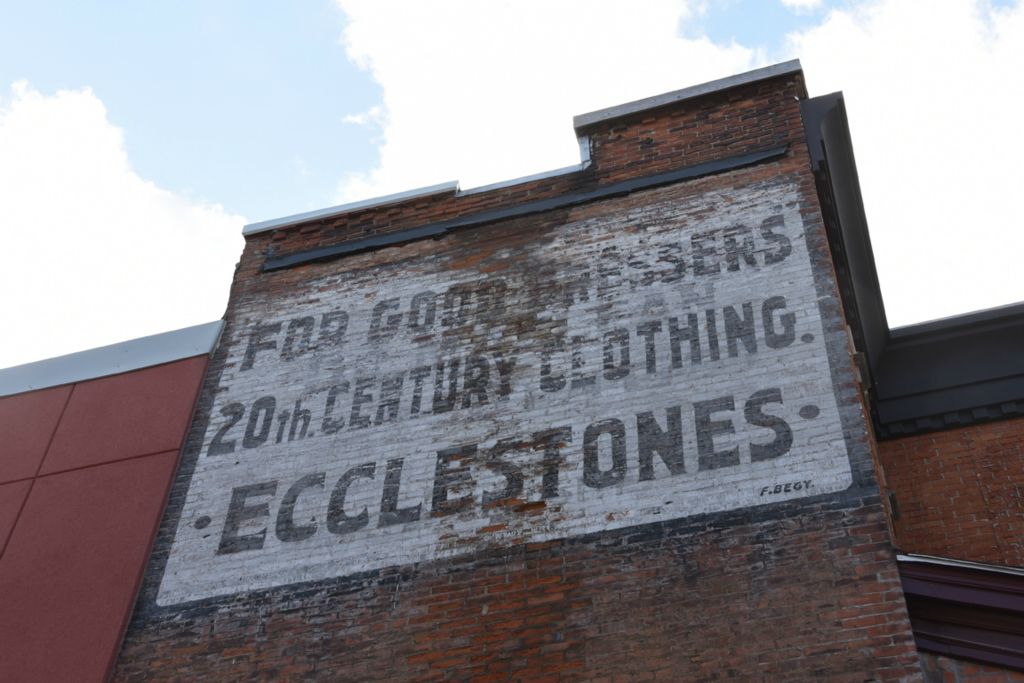 FOR GOOD DRESSERS
20th. CENTURY CLOTHING.
• ECCLESTONES •
F. BEGY.